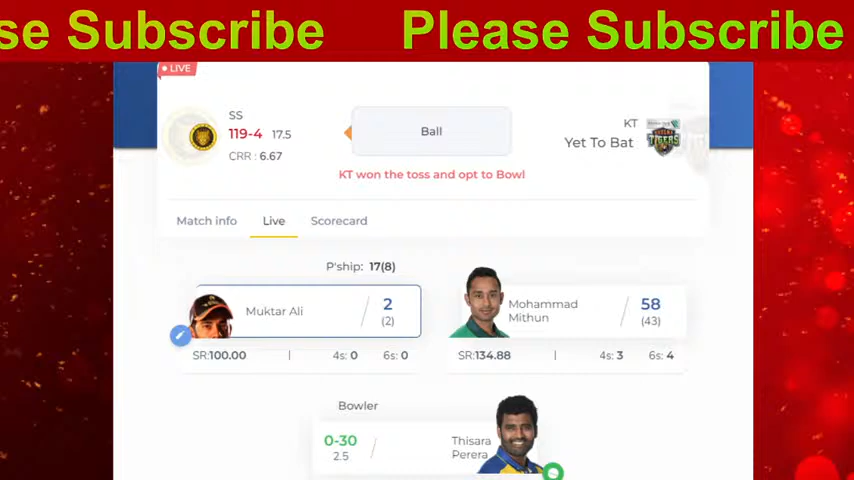 se Subscribe Please Subscribe
LIVE
SS
119-4 17.5
CRR : 6.67
Ball
KT
Yet To Bat
TIGERS
KT won the toss and opt to Bowl
Match info Live Scorecard
P'ship: 17(8)
Muktar Ali 2
(2)
Mohammad
Mithun
58
(43)
SR:100.00 | 4s: 0 6s: 0
SR:134.88 | 4s: 3 6s: 4
Bowler
0-30
2.5
Thisara
Perera